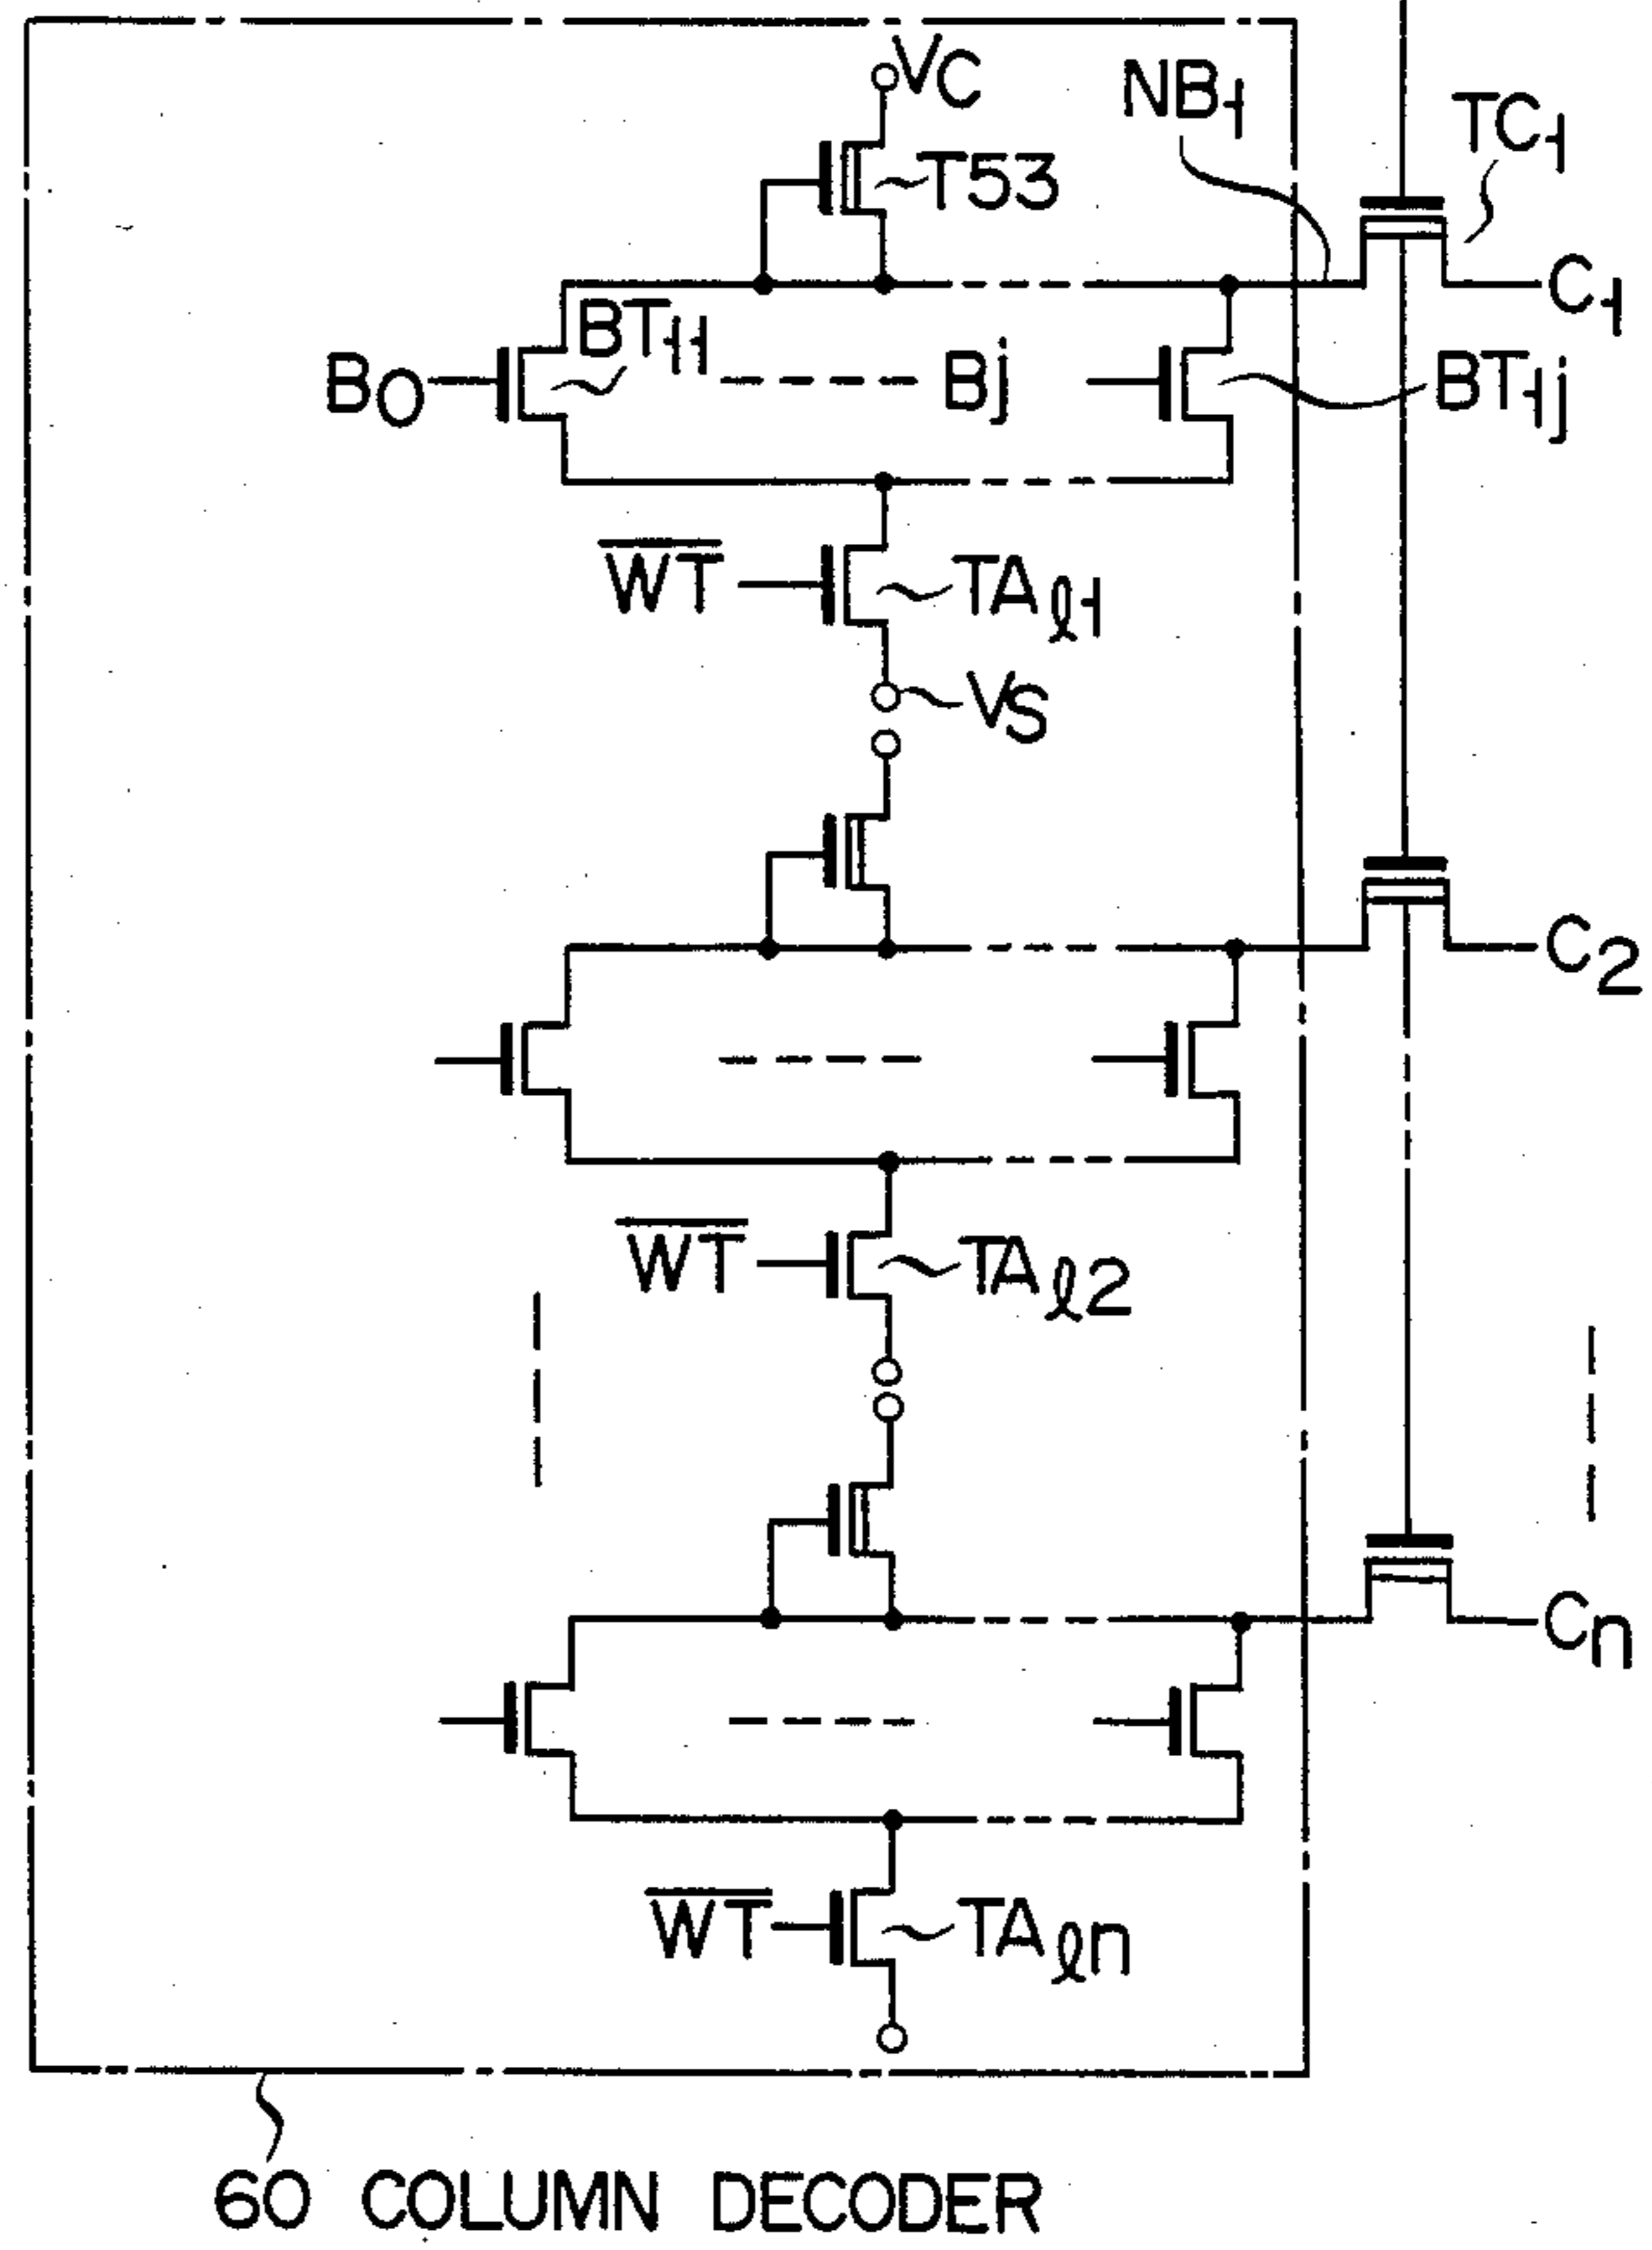 VC
NB1
TC1
T53
C1
B0
BT11
Bj
BT1j
WT
TAℓ1
VS
C2
WT
TAℓ2
Cn
WT
TAℓn
60 COLUMN DECODER